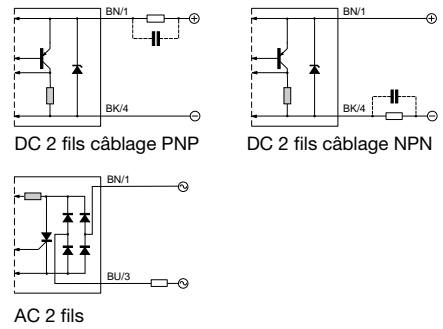 BN/1
BK/4
DC 2 fils câblage PNP
BN/1
BK/4
DC 2 fils câblage NPN
BN/1
BU/3
AC 2 fils